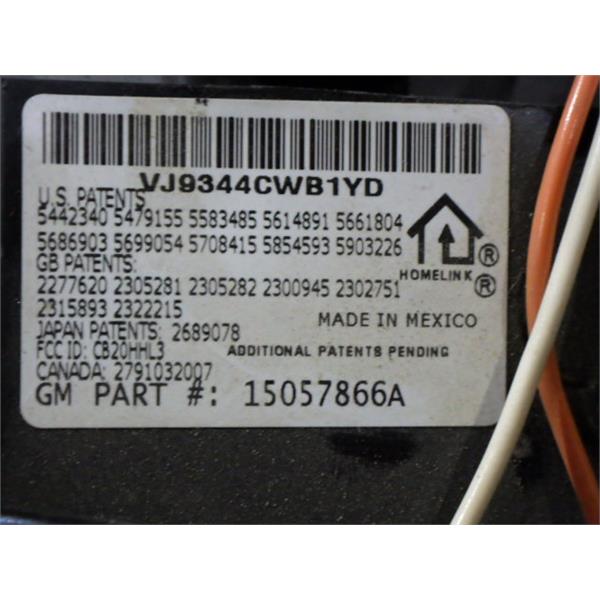 VJ9344CWB1YD
U.S. PATENTS
5442340 5479155 5583485 5614891 5661804
5686903 5699054 5708415 5854593 5903226
GB PATENTS:
2277620 2305281 2305282 2300945 2302751
2315893 2322215
HOMELINK®
®
MADE IN MEXICO
JAPAN PATENTS: 2689078
FCC ID: CB20HHL3
ADDITIONAL PATENTS PENDING
CANADA: 2791032007
GM PART #: 15057866A